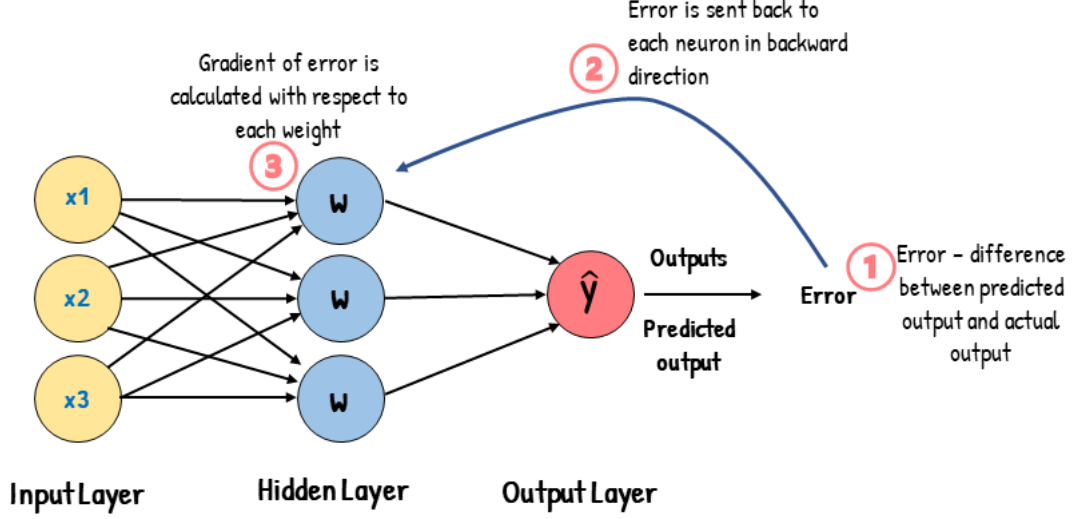 Error is sent back to
each neuron in backward
direction
2
Gradient of error is
calculated with respect to
each weight
3
x1
w
x2
w
x3
w
ŷ
Outputs
Predicted
output
Error
1
Error - difference
between predicted
output and actual
output
Input Layer
Hidden Layer
Output Layer